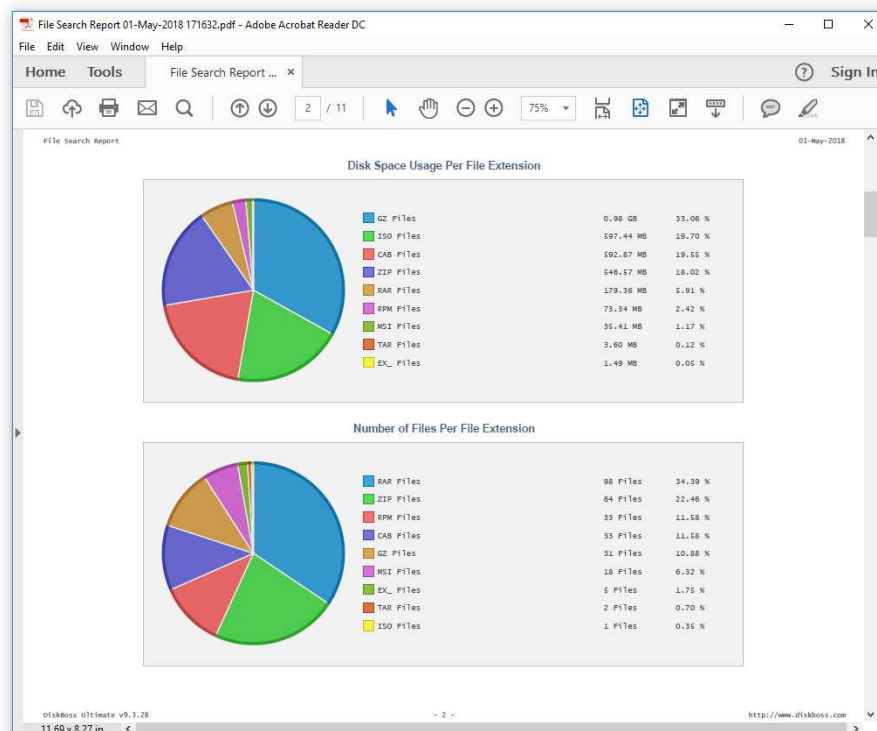 File Search Report 01-May-2018 171632.pdf - Adobe Acrobat Reader DC
File Edit View Window Help
Home Tools File Search Report ... × ? Sign In
2 / 11 75%
File Search Report 01-May-2018
Disk Space Usage Per File Extension
GZ Files 0.98 GB 33.06 %
ISO Files 597.44 MB 19.70 %
CAB Files 592.87 MB 19.55 %
ZIP Files 546.57 MB 18.02 %
RAR Files 179.36 MB 5.91 %
RPM Files 73.34 MB 2.42 %
MSI Files 35.41 MB 1.17 %
TAR Files 3.60 MB 0.12 %
EX_ Files 1.49 MB 0.05 %
Number of Files Per File Extension
RAR Files 98 Files 34.39 %
ZIP Files 64 Files 22.46 %
RPM Files 33 Files 11.58 %
CAB Files 33 Files 11.58 %
GZ Files 31 Files 10.88 %
MSI Files 18 Files 6.32 %
EX_ Files 5 Files 1.75 %
TAR Files 2 Files 0.70 %
ISO Files 1 Files 0.35 %
DiskBoss Ultimate v9.3.28 - 2 - http://www.diskboss.com
11.69 x 8.27 in